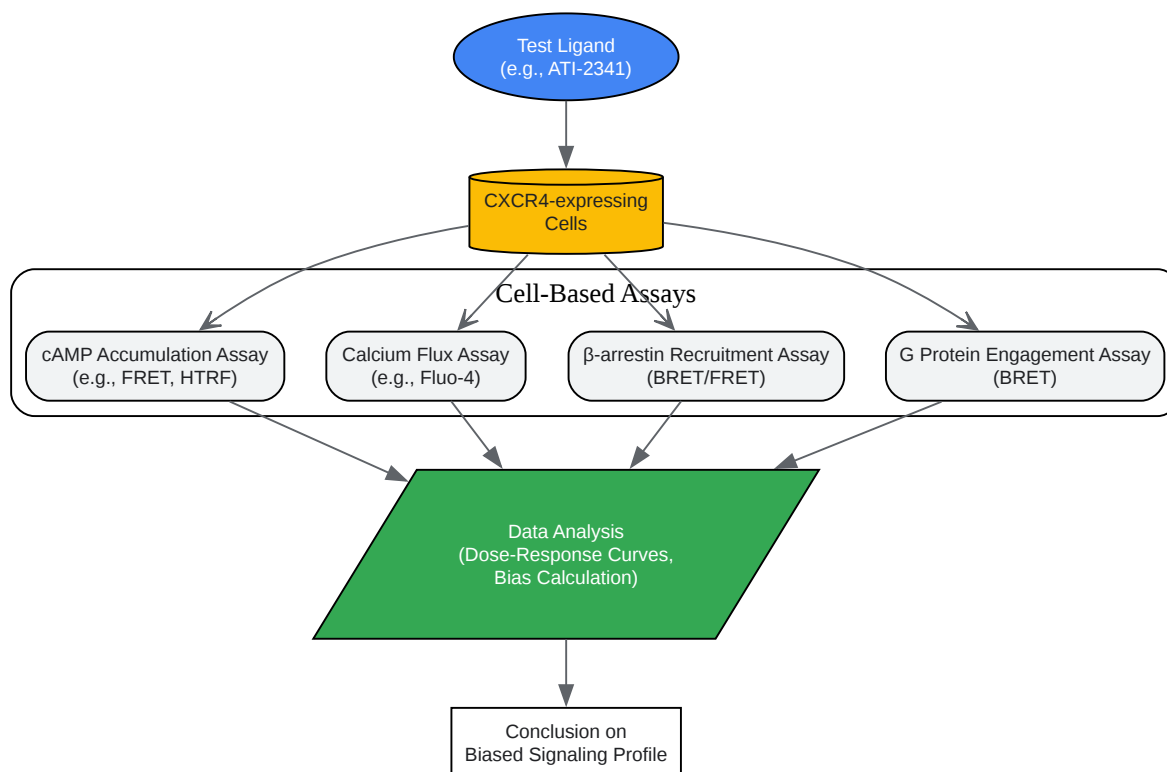 Test Ligand
(e.g., ATI-2341)
CXCR4-expressing
Cells
Cell-Based Assays
cAMP Accumulation Assay
(e.g., FRET, HTRF)
Calcium Flux Assay
(e.g., Fluo-4)
β-arrestin Recruitment Assay
(BRET/FRET)
G Protein Engagement Assay
(BRET)
Data Analysis
(Dose-Response Curves,
Bias Calculation)
Conclusion on
Biased Signaling Profile